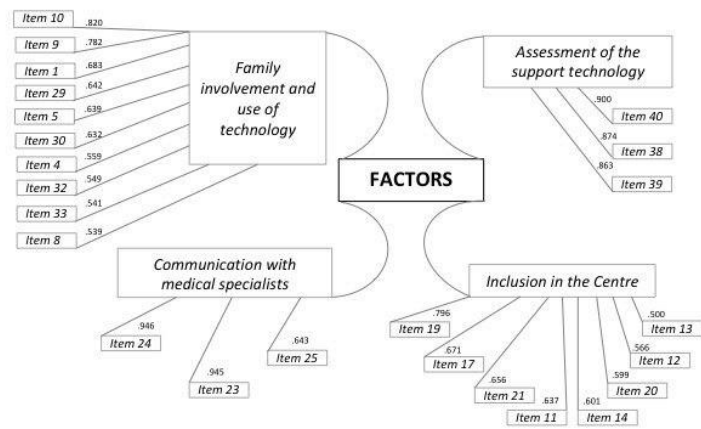 Item 10
.820
Item 9
.782
Item 1
.683
Item 29
.642
Item 5
.639
Item 30
.632
Item 4
.559
Item 32
.549
Item 33
.541
Item 8
.539
Family
involvement and
use of
technology
Assessment of the
support technology
.900
Item 40
.874
Item 38
.863
Item 39
FACTORS
Communication with
medical specialists
.946
Item 24
.945
Item 23
.643
Item 25
Inclusion in the Centre
.796
Item 19
.671
Item 17
.656
Item 21
.637
Item 11
.601
Item 14
.599
Item 20
.566
Item 12
.500
Item 13